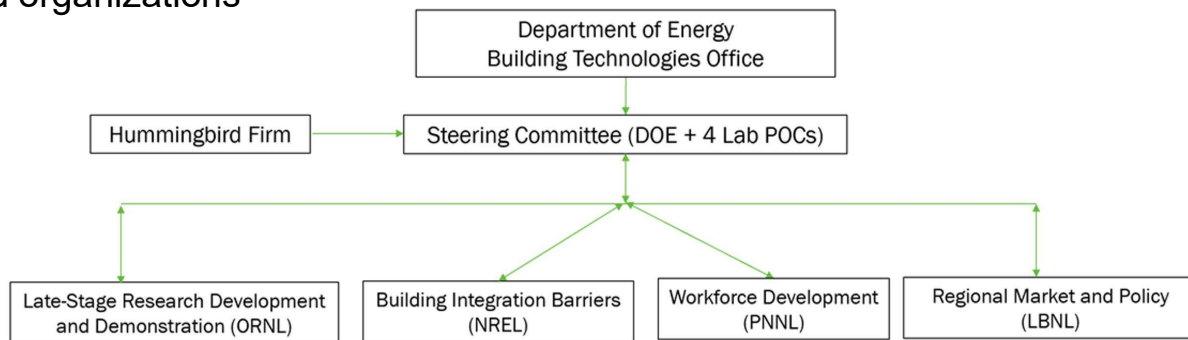 organizations
Department of Energy
Building Technologies Office
Hummingbird Firm
Steering Committee (DOE + 4 Lab POCs)
Late-Stage Research Development
and Demonstration (ORNL)
Building Integration Barriers
(NREL)
Workforce Development
(PNNL)
Regional Market and Policy
(LBNL)